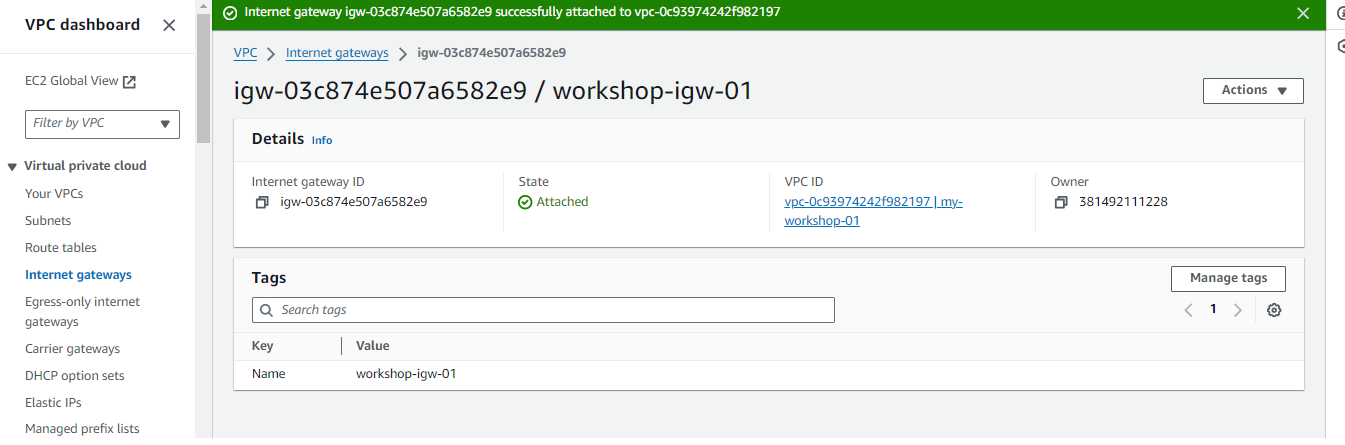 VPC dashboard
EC2 Global View
Filter by VPC
Virtual private cloud
Your VPCs
Subnets
Route tables
Internet gateways
Egress-only internet
gateways
Carrier gateways
DHCP option sets
Elastic IPs
Managed prefix lists
Internet gateway igw-03c874e507a6582e9 successfully attached to vpc-0c93974242f982197
VPC > Internet gateways > igw-03c874e507a6582e9
igw-03c874e507a6582e9 / workshop-igw-01
Actions
Details Info
Internet gateway ID
igw-03c874e507a6582e9
State
Attached
VPC ID
vpc-0c93974242f982197 | my-
workshop-01
Owner
381492111228
Tags
Manage tags
Search tags
1
Key Value
Name workshop-igw-01